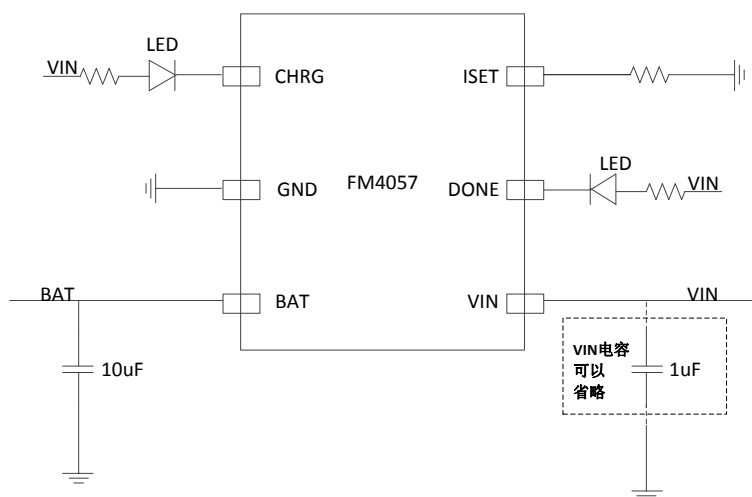 LED
VIN
CHRG
ISET
LED
GND
FM4057
DONE
VIN
BAT
BAT
VIN
VIN
10uF
VIN电容
可以
省略
1uF